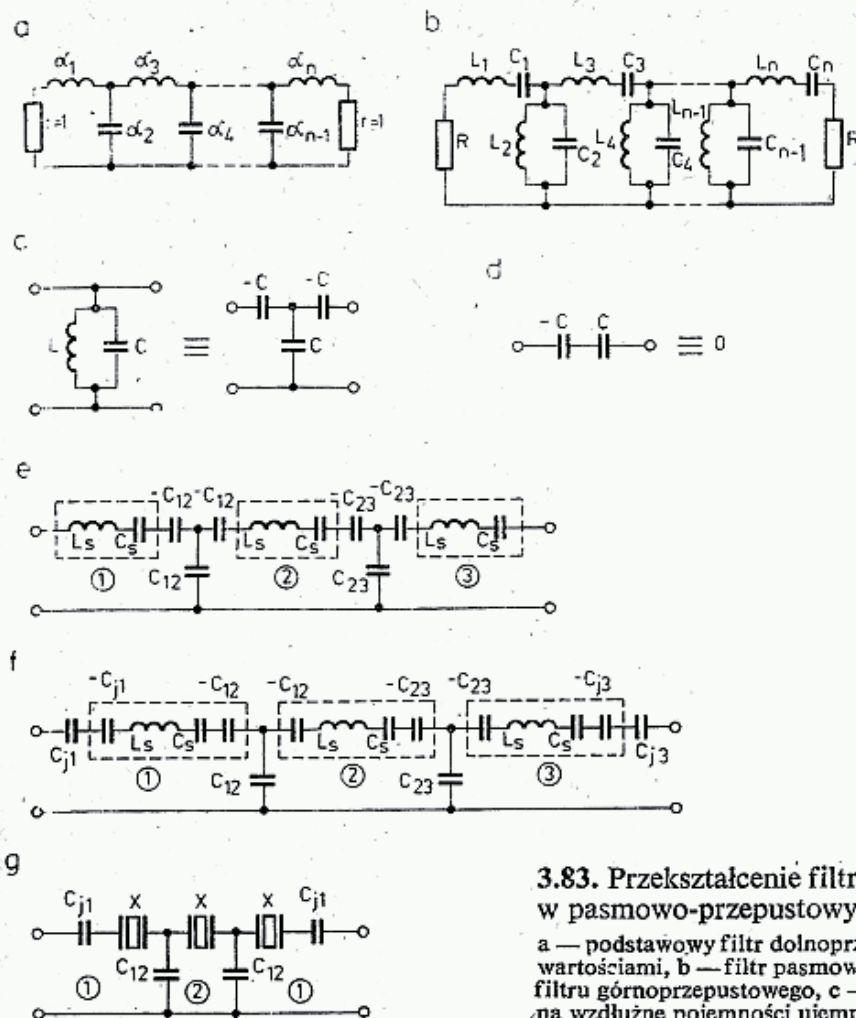 a
α₁ α₃ αₙ
r=1 α₂ α₄ αₙ₋₁ r=1
b
L₁ C₁ L₃ C₃ Lₙ Cₙ
R L₂ C₂ L₄ C₄ Lₙ₋₁ Cₙ₋₁ R
c
L C ≡ -C -C C
d
-C C ≡ 0
e
-C₁₂ -C₁₂ -C₂₃ -C₂₃
Lₛ Cₛ Lₛ Cₛ Lₛ Cₛ
① C₁₂ ② C₂₃ ③
f
-Cⱼ₁ -C₁₂ -C₁₂ -C₂₃ -C₂₃ -Cⱼ₃
Cⱼ₁ Lₛ Cₛ Lₛ Cₛ Lₛ Cₛ Cⱼ₃
① C₁₂ ② C₂₃ ③
g
Cⱼ₁ X X X Cⱼ₁
① C₁₂ ② C₁₂ ①
3.83. Przekształcenie filtr
w pasmowo-przepustowy
a — podstawowy filtr dolnoprz
wartościami, b — filtr pasmow
filtru górnoprzepustowego, c —
na wzdłużne pojemności ujemn